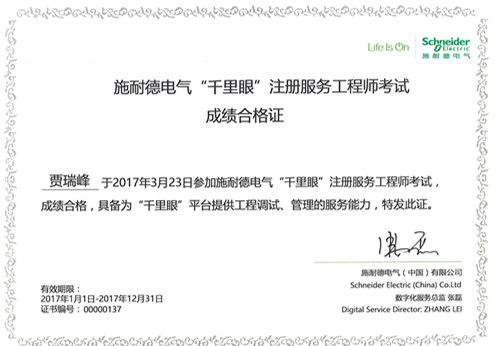 Life Is On
Schneider
Electric
施耐德电气
施耐德电气“千里眼”注册服务工程师考试
成绩合格证
贾瑞峰 于2017年3月23日参加施耐德电气“千里眼”注册服务工程师考试，
成绩合格，具备为“千里眼”平台提供工程调试、管理的服务能力，特发此证。
施耐德电气（中国）有限公司
Schneider Electric (China) Co.Ltd
数字化服务总监 张磊
Digital Service Director: ZHANG LEI
有效期限：
2017年1月1日-2017年12月31日
证书编号：00000137